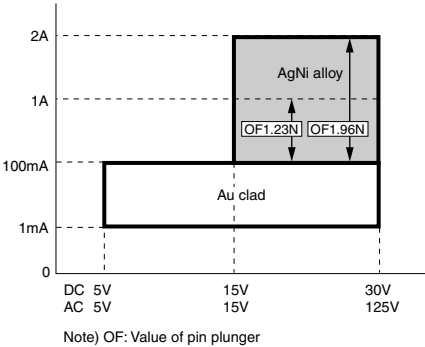 2A
AgNi alloy
1A
OF1.23N OF1.96N
100mA
Au clad
1mA
0
DC 5V 15V 30V
AC 5V 15V 125V
Note) OF: Value of pin plunger